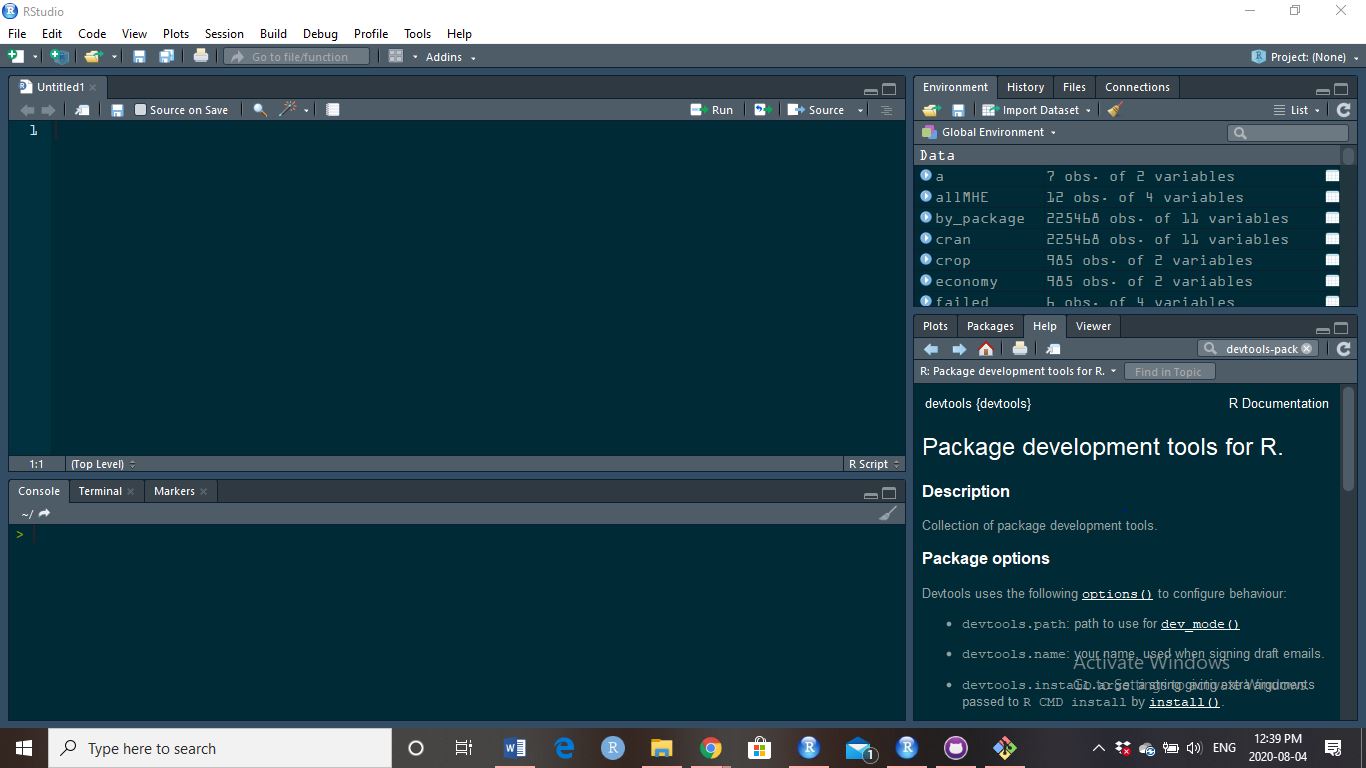 RStudio
File Edit Code View Plots Session Build Debug Profile Tools Help
Go to file/function Addins Project: (None)
Untitled1
Source on Save Run Source
1
1:1 (Top Level) R Script
Console Terminal Markers
~/
>
Environment History Files Connections
Import Dataset List
Global Environment
Data
a 7 obs. of 2 variables
allMHE 12 obs. of 4 variables
by_package 225468 obs. of 11 variables
cran 225468 obs. of 11 variables
crop 985 obs. of 2 variables
economy 985 obs. of 2 variables
failed 6 obs. of 4 variables
Plots Packages Help Viewer
devtools-pack
R: Package development tools for R. Find in Topic
devtools {devtools} R Documentation
Package development tools for R.
Description
Collection of package development tools.
Package options
Devtools uses the following options() to configure behaviour:
devtools.path: path to use for dev_mode()
devtools.name: your name, used when signing draft emails.
devtools.install.args: a string giving extra arguments
passed to R CMD install by install().
Activate Windows
Go to Settings to activate Windows.
Type here to search
1
ENG
12:39 PM
2020-08-04